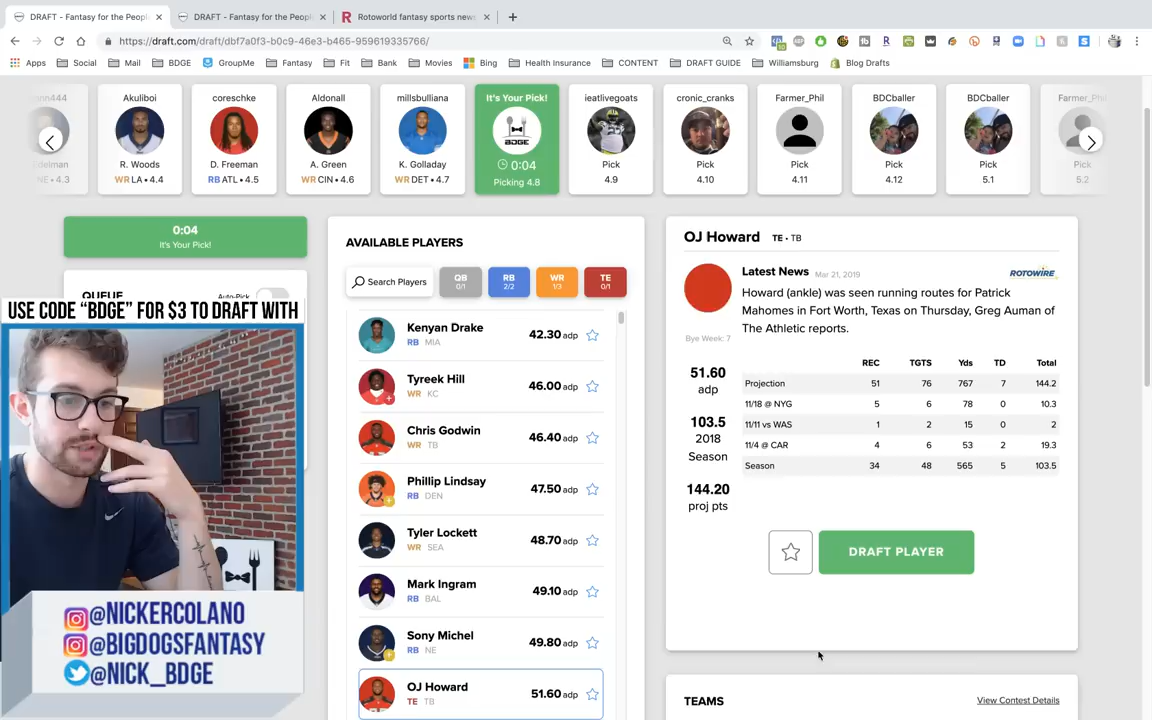 DRAFT - Fantasy for the Peopl
DRAFT - Fantasy for the Peopl
Rotoworld fantasy sports news
https://draft.com/draft/dbf7a0f3-b0c9-46e3-b465-959619335766/
Apps Social Mail BDGE GroupMe Fantasy Fit Bank Movies Bing Health Insurance CONTENT DRAFT GUIDE Williamsburg Blog Drafts
Akuliboi
R. Woods
WR LA • 4.4
coreschke
D. Freeman
RB ATL • 4.5
Aldonall
A. Green
WR CIN • 4.6
millsbulliana
K. Golladay
WR DET • 4.7
It's Your Pick!
BDGE
0:04
Picking 4.8
ieatlivegoats
Pick
4.9
cronic_cranks
Pick
4.10
Farmer_Phil
Pick
4.11
BDCballer
Pick
4.12
BDCballer
Pick
5.1
Farmer_Phil
Pick
5.2
0:04
It's Your Pick!
QUEUE
Auto-Pick
USE CODE "BDGE" FOR $3 TO DRAFT WITH
@NICKERCOLANO
@BIGDOGSFANTASY
@NICK_BDGE
AVAILABLE PLAYERS
Search Players
QB
0/1
RB
2/2
WR
1/3
TE
0/1
Kenyan Drake
RB MIA
42.30 adp
Tyreek Hill
WR KC
46.00 adp
Chris Godwin
WR TB
46.40 adp
Phillip Lindsay
RB DEN
47.50 adp
Tyler Lockett
WR SEA
48.70 adp
Mark Ingram
RB BAL
49.10 adp
Sony Michel
RB NE
49.80 adp
OJ Howard
TE TB
51.60 adp
OJ Howard TE • TB
Latest News Mar 21, 2019
ROTOWIRE
Howard (ankle) was seen running routes for Patrick
Mahomes in Fort Worth, Texas on Thursday, Greg Auman of
The Athletic reports.
Bye Week: 7
51.60
adp
103.5
2018
Season
144.20
proj pts
REC TGTS Yds TD Total
Projection 51 76 767 7 144.2
11/18 @ NYG 5 6 78 0 10.3
11/11 vs WAS 1 2 15 0 2
11/4 @ CAR 4 6 53 2 19.3
Season 34 48 565 5 103.5
DRAFT PLAYER
TEAMS
View Contest Details